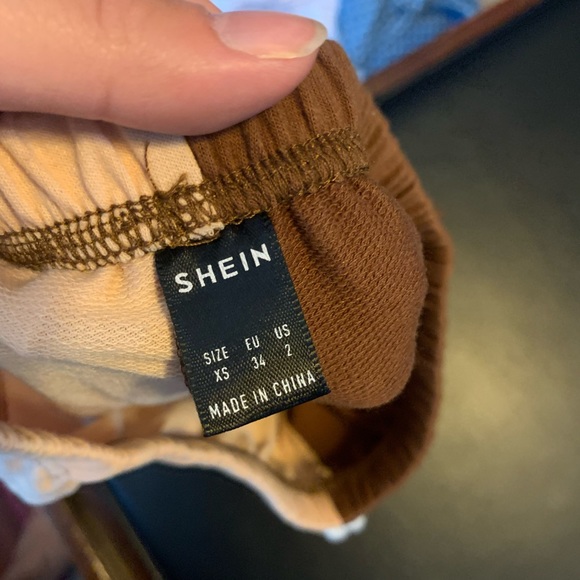 SHEIN
SIZE EU US
XS 34 2
MADE IN CHINA